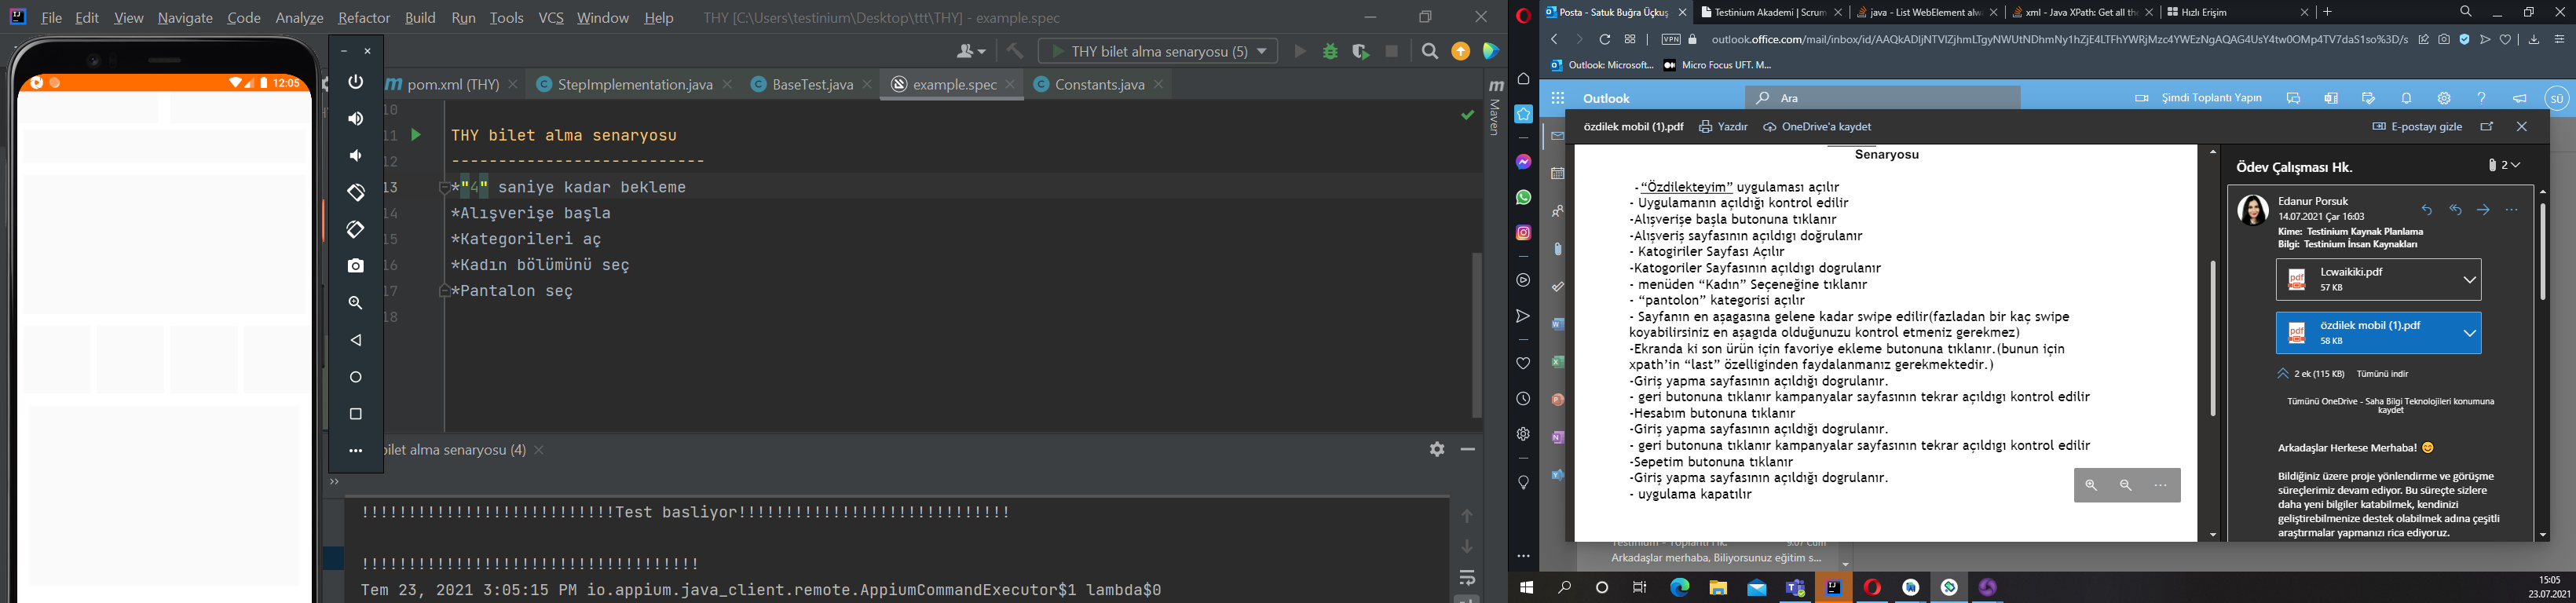 File Edit View Navigate Code Analyze Refactor Build Run Tools VCS Window Help THY [C:\Users\testinium\Desktop\ttt\THY] - example.spec
THY bilet alma senaryosu (5)
12:05
pom.xml (THY)
StepImplementation.java
BaseTest.java
example.spec
Constants.java
Maven
10
11 THY bilet alma senaryosu
12 ---------------------------
13 *"4" saniye kadar bekleme
14 *Alışverişe başla
15 *Kategorileri aç
16 *Kadın bölümünü seç
17 *Pantalon seç
18
bilet alma senaryosu (4)
!!!!!!!!!!!!!!!!!!!!!!!!!!!Test basliyor!!!!!!!!!!!!!!!!!!!!!!!!!!!!!
!!!!!!!!!!!!!!!!!!!!!!!!!!!!!!!!!!!!
Tem 23, 2021 3:05:15 PM io.appium.java_client.remote.AppiumCommandExecutor$1 lambda$0
Posta - Satuk Buğra Üçkuş
Testinium Akademi | Scrum
java - List WebElement alw
xml - Java XPath: Get all the
Hızlı Erişim
VPN
Outlook: Microsoft...
Micro Focus UFT. M...
Outlook
Ara
Şimdi Toplantı Yapın
SÜ
özdilek mobil (1).pdf
Yazdır
OneDrive'a kaydet
E-postayı gizle
Senaryosu
-“Özdilekteyim” uygulaması açılır
- Uygulamanın açıldığı kontrol edilir
-Alışverişe başla butonuna tıklanır
-Alışveriş sayfasının açıldıgı doğrulanır
- Katogiriler Sayfası Açılır
-Katogoriler Sayfasının açıldıgı dogrulanır
- menüden “Kadın” Seçeneğine tıklanır
- “pantolon” kategorisi açılır
- Sayfanın en aşagasına gelene kadar swipe edilir(fazladan bir kaç swipe
koyabilirsiniz en aşagıda olduğunuzu kontrol etmeniz gerekmez)
-Ekranda ki son ürün için favoriye ekleme butonuna tıklanır.(bunun için
xpath’in “last” özelliginden faydalanmanız gerekmektedir.)
-Giriş yapma sayfasının açıldığı dogrulanır.
- geri butonuna tıklanır kampanyalar sayfasının tekrar açıldıgı kontrol edilir
-Hesabım butonuna tıklanır
-Giriş yapma sayfasının açıldığı dogrulanır.
- geri butonuna tıklanır kampanyalar sayfasının tekrar açıldıgı kontrol edilir
-Sepetim butonuna tıklanır
-Giriş yapma sayfasının açıldığı dogrulanır.
- uygulama kapatılır
Arkadaşlar merhaba. Biliyorsunuz eğitim s...
Ödev Çalışması Hk.
2
Edanur Porsuk
14.07.2021 Çar 16:03
Kime: Testinium Kaynak Planlama
Bilgi: Testinium İnsan Kaynakları
Lcwaikiki.pdf
57 KB
özdilek mobil (1).pdf
58 KB
2 ek (115 KB) Tümünü indir
Tümünü OneDrive - Saha Bilgi Teknolojileri konumuna
kaydet
Arkadaşlar Herkese Merhaba! 😊
Bildiğiniz üzere proje yönlendirme ve görüşme
süreçlerimiz devam ediyor. Bu süreçte sizlere
daha yeni bilgiler katabilmek, kendinizi
geliştirebilmenize destek olabilmek adına çeşitli
araştırmalar yapmanızı rica ediyoruz.
15:05
23.07.2021